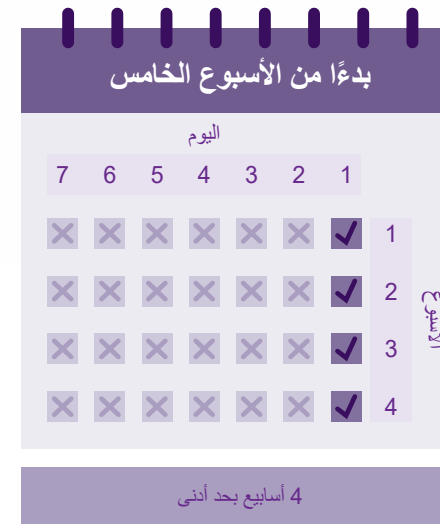 بدءًا من الأسبوع الخامس
اليوم
1 2 3 4 5 6 7
1
2
3
4
الأسبوع
4 أسابيع بحد أدنى